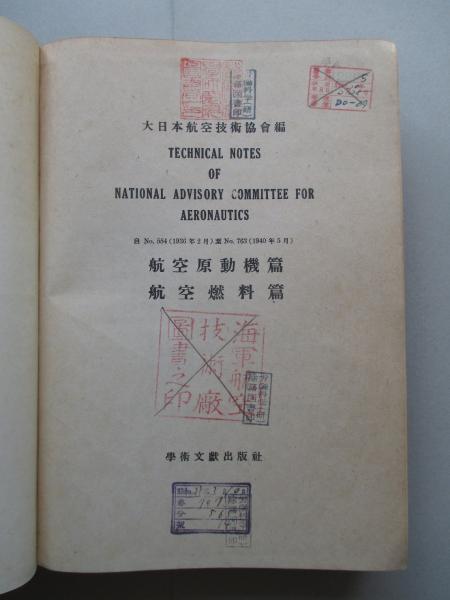 大日本航空技術協會編
TECHNICAL NOTES
OF
NATIONAL ADVISORY COMMITTEE FOR
AERONAUTICS
自 No. 554 (1936 年 2 月) 至 No. 763 (1940 年 5 月)
航空原動機篇
航空燃料篇
海軍航空
技術廠
圖書之印
學術文獻出版社